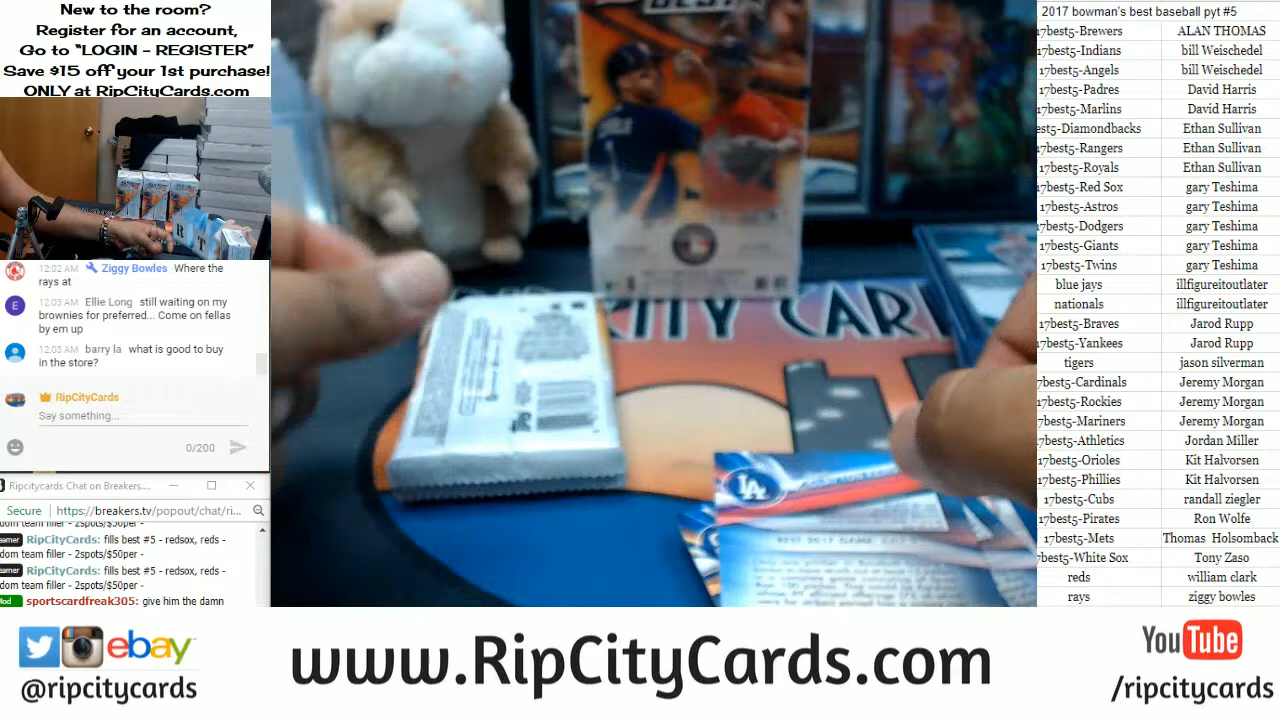 New to the room?
Register for an account,
Go to “LOGIN - REGISTER”
Save $15 off your 1st purchase!
ONLY at RipCityCards.com
12:02 AM Ziggy Bowles Where the
rays at
E 12:03 AM Ellie Long still waiting on my
brownies for preferred... Come on fellas
by em up
12:03 AM barry la what is good to buy
in the store?
RipCityCards
Say something...
0/200
Ripcitycards Chat on Breakers....
Secure https://breakers.tv/popout/chat/ri...
dom team filler - 2spots/$50per -
RipCityCards: fills best #5 - redsox, reds -
dom team filler - 2spots/$50per -
RipCityCards: fills best #5 - redsox, reds -
dom team filler - 2spots/$50per -
Mod sportscardfreak305: give him the damn
CITY CAR
LA
BEST 2017 GAME
2017 bowman's best baseball pyt #5
17best5-Brewers ALAN THOMAS
17best5-Indians bill Weischedel
17best5-Angels bill Weischedel
17best5-Padres David Harris
17best5-Marlins David Harris
est5-Diamondbacks Ethan Sullivan
17best5-Rangers Ethan Sullivan
17best5-Royals Ethan Sullivan
17best5-Red Sox gary Teshima
17best5-Astros gary Teshima
17best5-Dodgers gary Teshima
17best5-Giants gary Teshima
17best5-Twins gary Teshima
blue jays illfigureitoutlater
nationals illfigureitoutlater
17best5-Braves Jarod Rupp
17best5-Yankees Jarod Rupp
tigers jason silverman
7best5-Cardinals Jeremy Morgan
17best5-Rockies Jeremy Morgan
17best5-Mariners Jeremy Morgan
17best5-Athletics Jordan Miller
17best5-Orioles Kit Halvorsen
17best5-Phillies Kit Halvorsen
17best5-Cubs randall ziegler
17best5-Pirates Ron Wolfe
17best5-Mets Thomas Holsomback
7best5-White Sox Tony Zaso
reds william clark
rays ziggy bowles
ebay
@ripcitycards
www.RipCityCards.com
YouTube
/ripcitycards